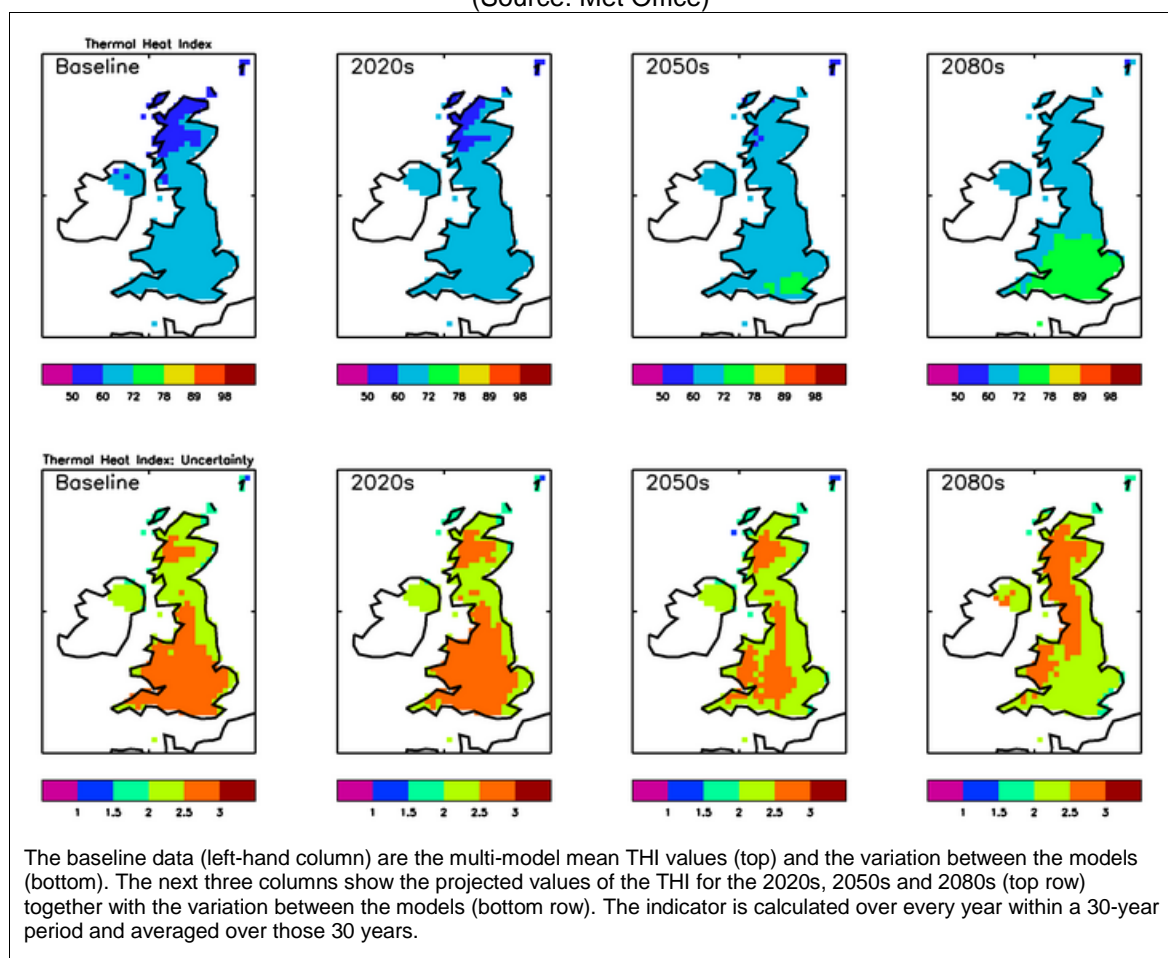 (Source: Met Office)
Thermal Heat Index
Baseline
2020s
2050s
2080s
50 60 72 78 89 98
50 60 72 78 89 98
50 60 72 78 89 98
50 60 72 78 89 98
Thermal Heat Index: Uncertainty
Baseline
2020s
2050s
2080s
1 1.5 2 2.5 3
1 1.5 2 2.5 3
1 1.5 2 2.5 3
1 1.5 2 2.5 3
The baseline data (left-hand column) are the multi-model mean THI values (top) and the variation between the models
(bottom). The next three columns show the projected values of the THI for the 2020s, 2050s and 2080s (top row)
together with the variation between the models (bottom row). The indicator is calculated over every year within a 30-year
period and averaged over those 30 years.